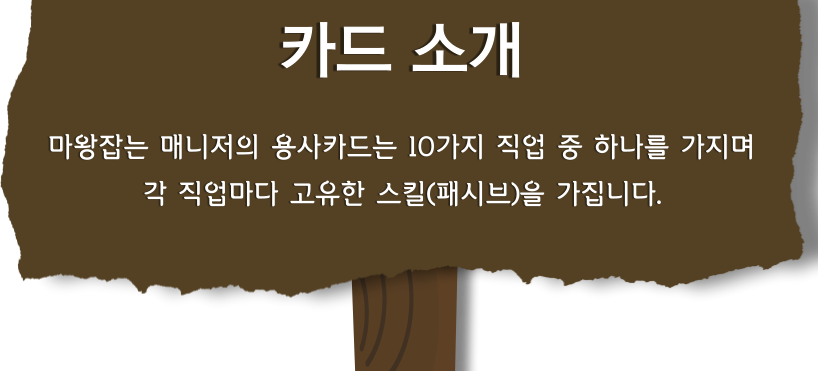 카드 소개
마왕잡는 매니저의 용사카드는 10가지 직업 중 하나를 가지며
각 직업마다 고유한 스킬(패시브)을 가집니다.